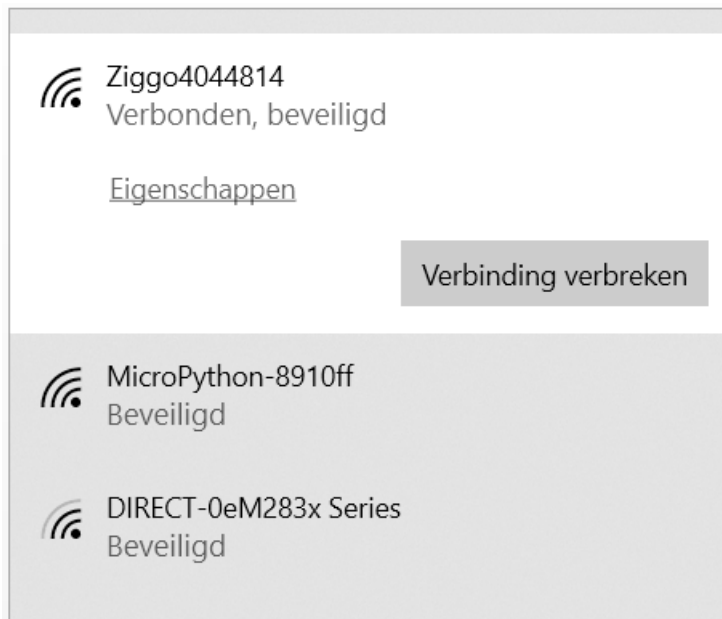 Ziggo4044814
Verbonden, beveiligd
Eigenschappen
Verbinding verbreken
MicroPython-8910ff
Beveiligd
DIRECT-0eM283x Series
Beveiligd